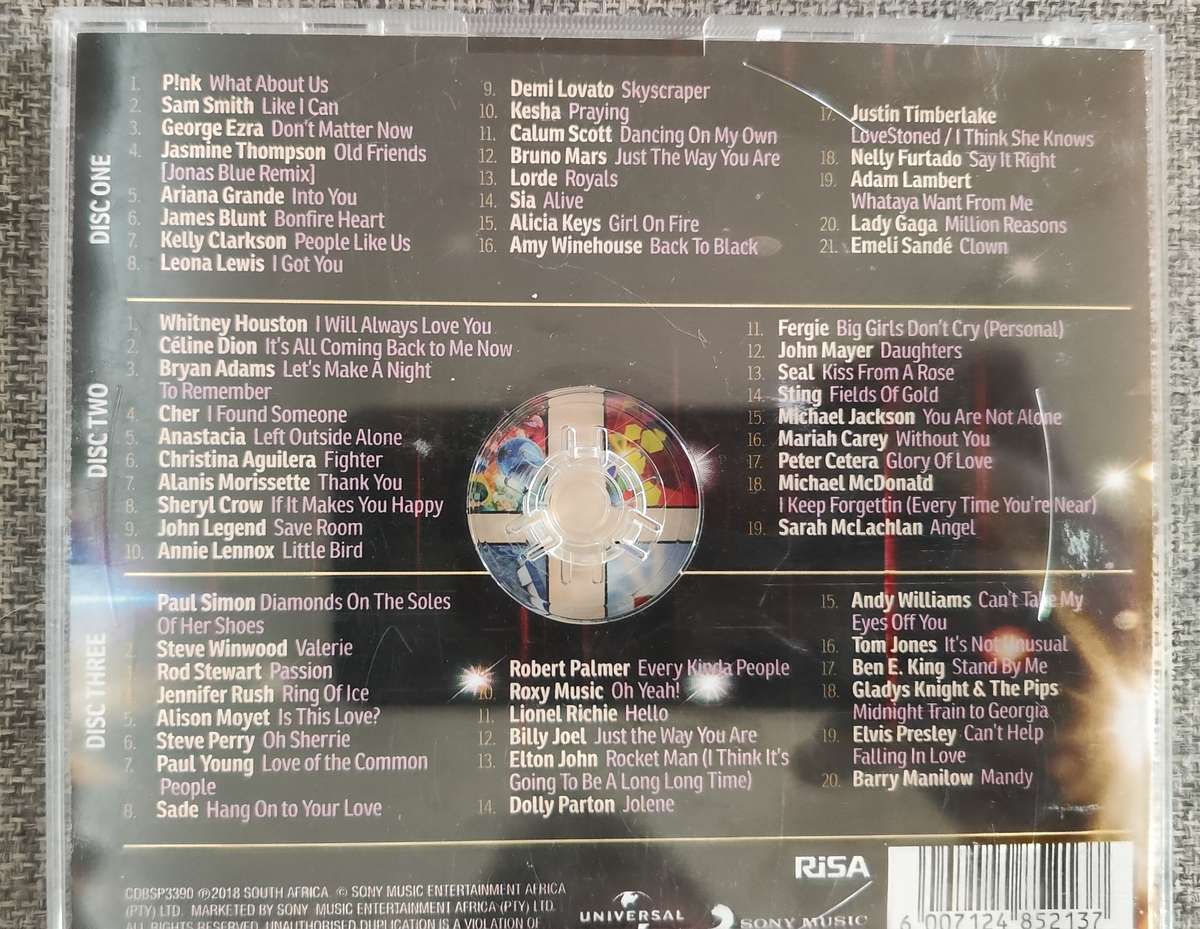 DISC ONE
1. P!nk What About Us
2. Sam Smith Like I Can
3. George Ezra Don't Matter Now
4. Jasmine Thompson Old Friends
[Jonas Blue Remix]
5. Ariana Grande Into You
6. James Blunt Bonfire Heart
7. Kelly Clarkson People Like Us
8. Leona Lewis I Got You
9. Demi Lovato Skyscraper
10. Kesha Praying
11. Calum Scott Dancing On My Own
12. Bruno Mars Just The Way You Are
13. Lorde Royals
14. Sia Alive
15. Alicia Keys Girl On Fire
16. Amy Winehouse Back To Black
17. Justin Timberlake
LoveStoned / I Think She Knows
18. Nelly Furtado Say It Right
19. Adam Lambert
Whataya Want From Me
20. Lady Gaga Million Reasons
21. Emeli Sandé Clown
DISC TWO
1. Whitney Houston I Will Always Love You
2. Céline Dion It's All Coming Back to Me Now
3. Bryan Adams Let's Make A Night
To Remember
4. Cher I Found Someone
5. Anastacia Left Outside Alone
6. Christina Aguilera Fighter
7. Alanis Morissette Thank You
8. Sheryl Crow If It Makes You Happy
9. John Legend Save Room
10. Annie Lennox Little Bird
11. Fergie Big Girls Don't Cry (Personal)
12. John Mayer Daughters
13. Seal Kiss From A Rose
14. Sting Fields Of Gold
15. Michael Jackson You Are Not Alone
16. Mariah Carey Without You
17. Peter Cetera Glory Of Love
18. Michael McDonald
I Keep Forgettin (Every Time You're Near)
19. Sarah McLachlan Angel
DISC THREE
Paul Simon Diamonds On The Soles
Of Her Shoes
2. Steve Winwood Valerie
Rod Stewart Passion
Jennifer Rush Ring Of Ice
5. Alison Moyet Is This Love?
6. Steve Perry Oh Sherrie
7. Paul Young Love of the Common
People
8. Sade Hang On to Your Love
Robert Palmer Every Kinda People
10. Roxy Music Oh Yeah!
11. Lionel Richie Hello
12. Billy Joel Just the Way You Are
13. Elton John Rocket Man (I Think It's
Going To Be A Long Long Time)
14. Dolly Parton Jolene
15. Andy Williams Can't Take My
Eyes Off You
16. Tom Jones It's Not Unusual
17. Ben E. King Stand By Me
18. Gladys Knight & The Pips
Midnight Train to Georgia
19. Elvis Presley Can't Help
Falling In Love
20. Barry Manilow Mandy
CDBSP3390 ℗2018 SOUTH AFRICA. © SONY MUSIC ENTERTAINMENT AFRICA
(PTY) LTD. MARKETED BY SONY MUSIC ENTERTAINMENT AFRICA (PTY) LTD.
ALL RIGHTS RESERVED. UNAUTHORISED DUPLICATION IS A VIOLATION OF
UNIVERSAL
SONY MUSIC
RiSA
6 007124 852137